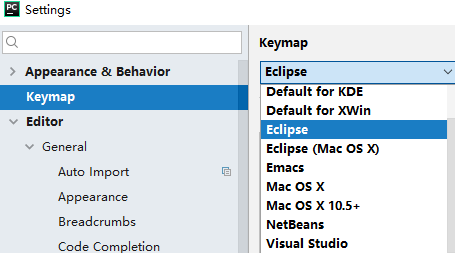 PC
Settings
Appearance & Behavior
Keymap
Editor
General
Auto Import
Appearance
Breadcrumbs
Code Completion
Keymap
Eclipse
Default for KDE
Default for XWin
Eclipse
Eclipse (Mac OS X)
Emacs
Mac OS X
Mac OS X 10.5+
NetBeans
Visual Studio